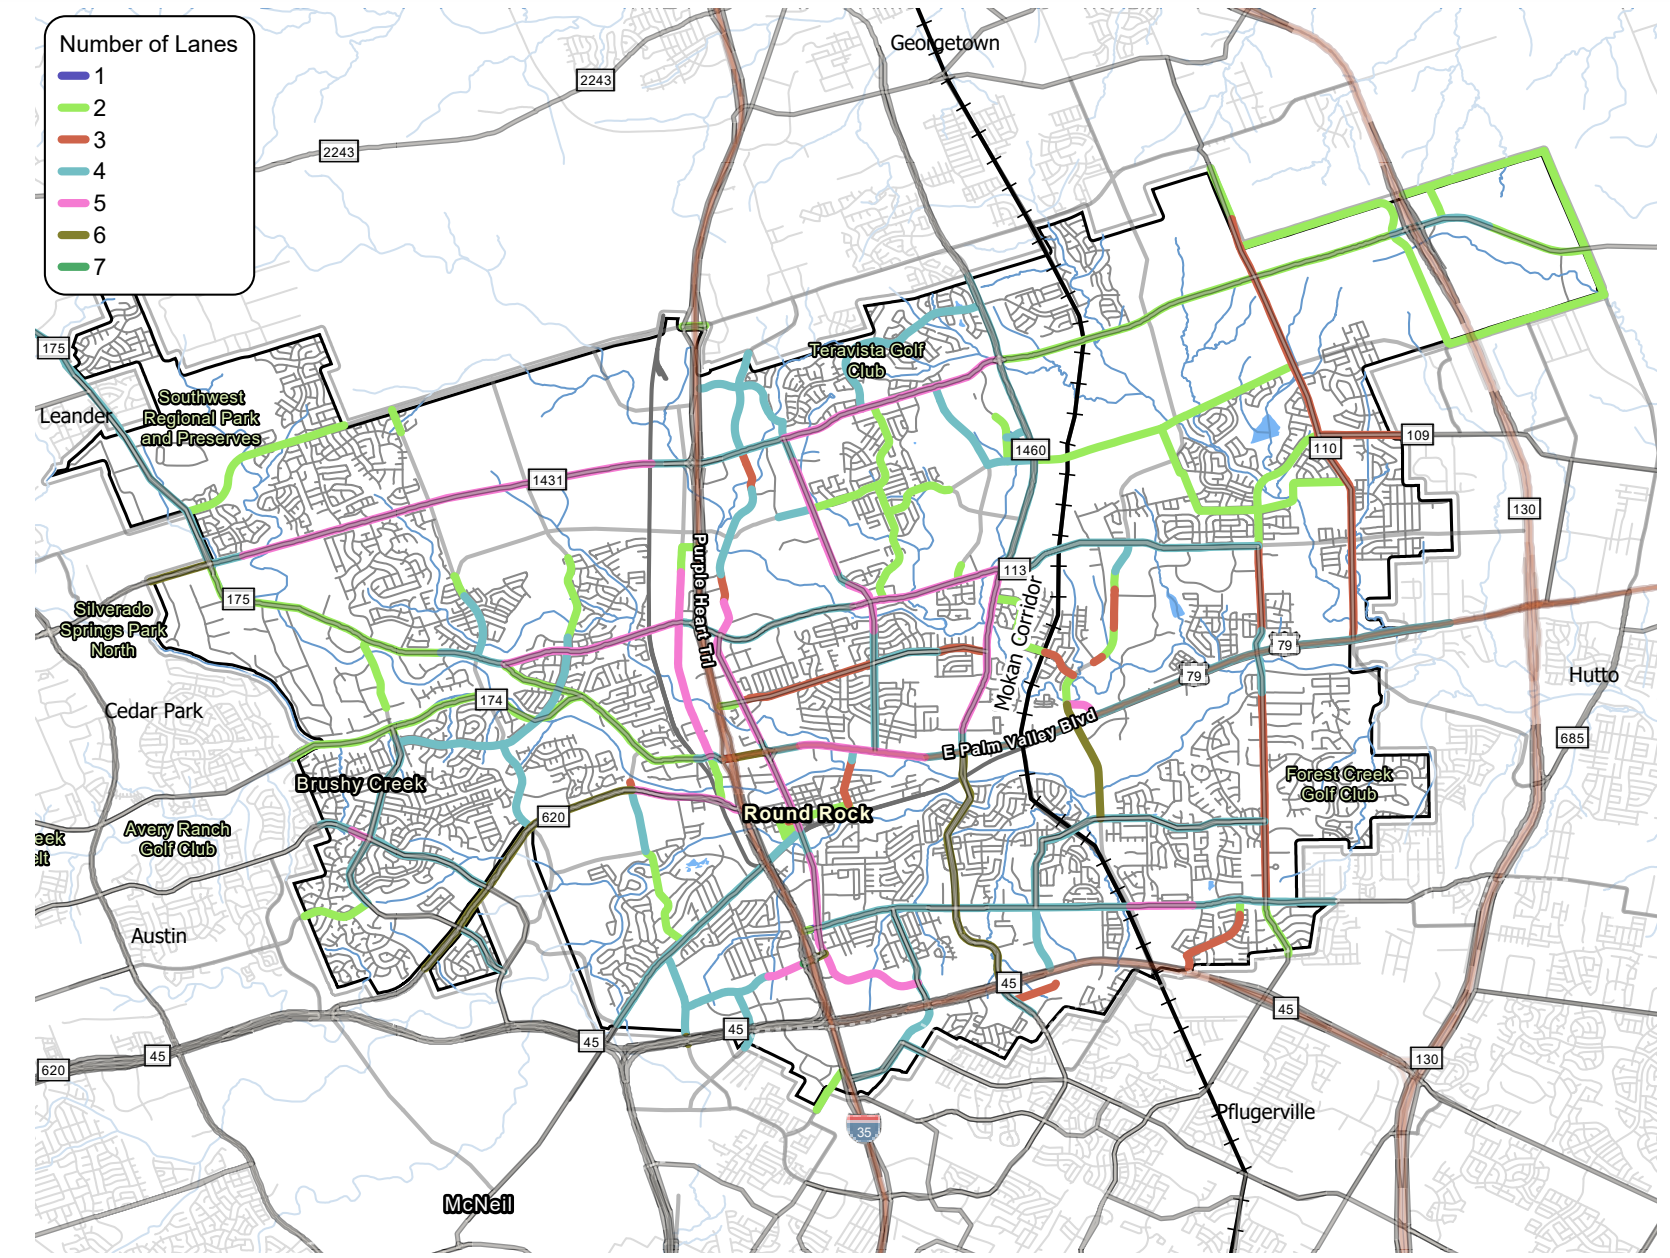 Number of Lanes
1
2
3
4
5
6
7
Georgetown
2243
2243
175
Leander
Southwest
Regional Park
and Preserves
Teravista Golf
Club
1431
1460
110
109
130
Purple Heart Trl
113
175
Silverado
Springs Park
North
Mokan Corridor
79
79
Hutto
174
Cedar Park
E Palm Valley Blvd
685
Brushy Creek
Forest Creek
Golf Club
620
Round Rock
Avery Ranch
Golf Club
eek
elt
Austin
45
45
45
45
45
620
130
35
Pflugerville
McNeil